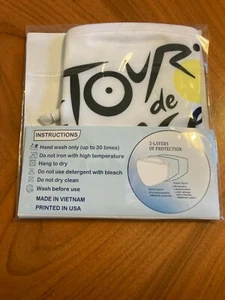 TOUR
de
INSTRUCTIONS
Hand wash only (up to 30 times)
Do not iron with high temperature
Hang to dry
Do not use detergent with bleach
Do not dry clean
Wash before use
MADE IN VIETNAM
PRINTED IN USA
3-LAYERS
OF PROTECTION